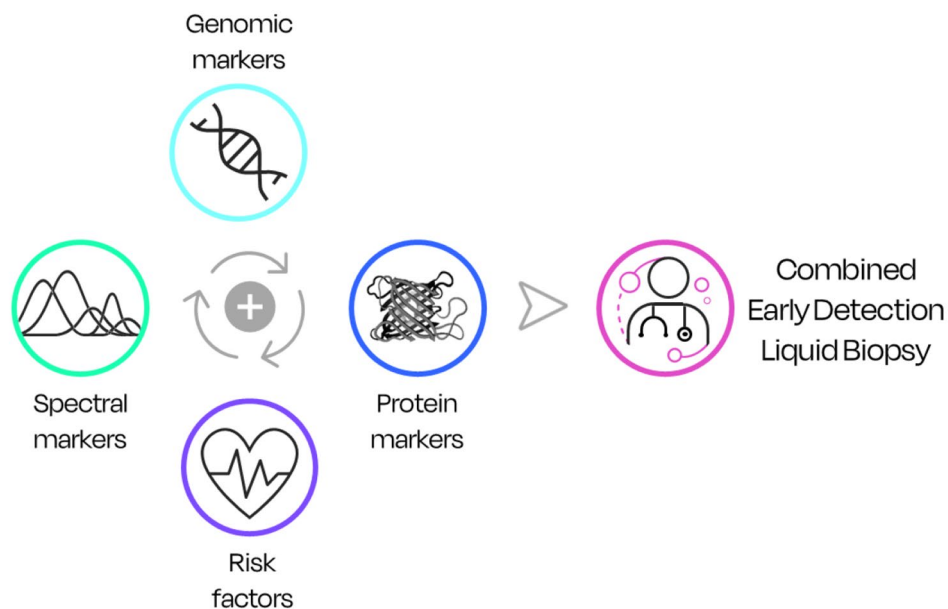 Genomic
markers
Spectral
markers
Protein
markers
Risk
factors
Combined
Early Detection
Liquid Biopsy